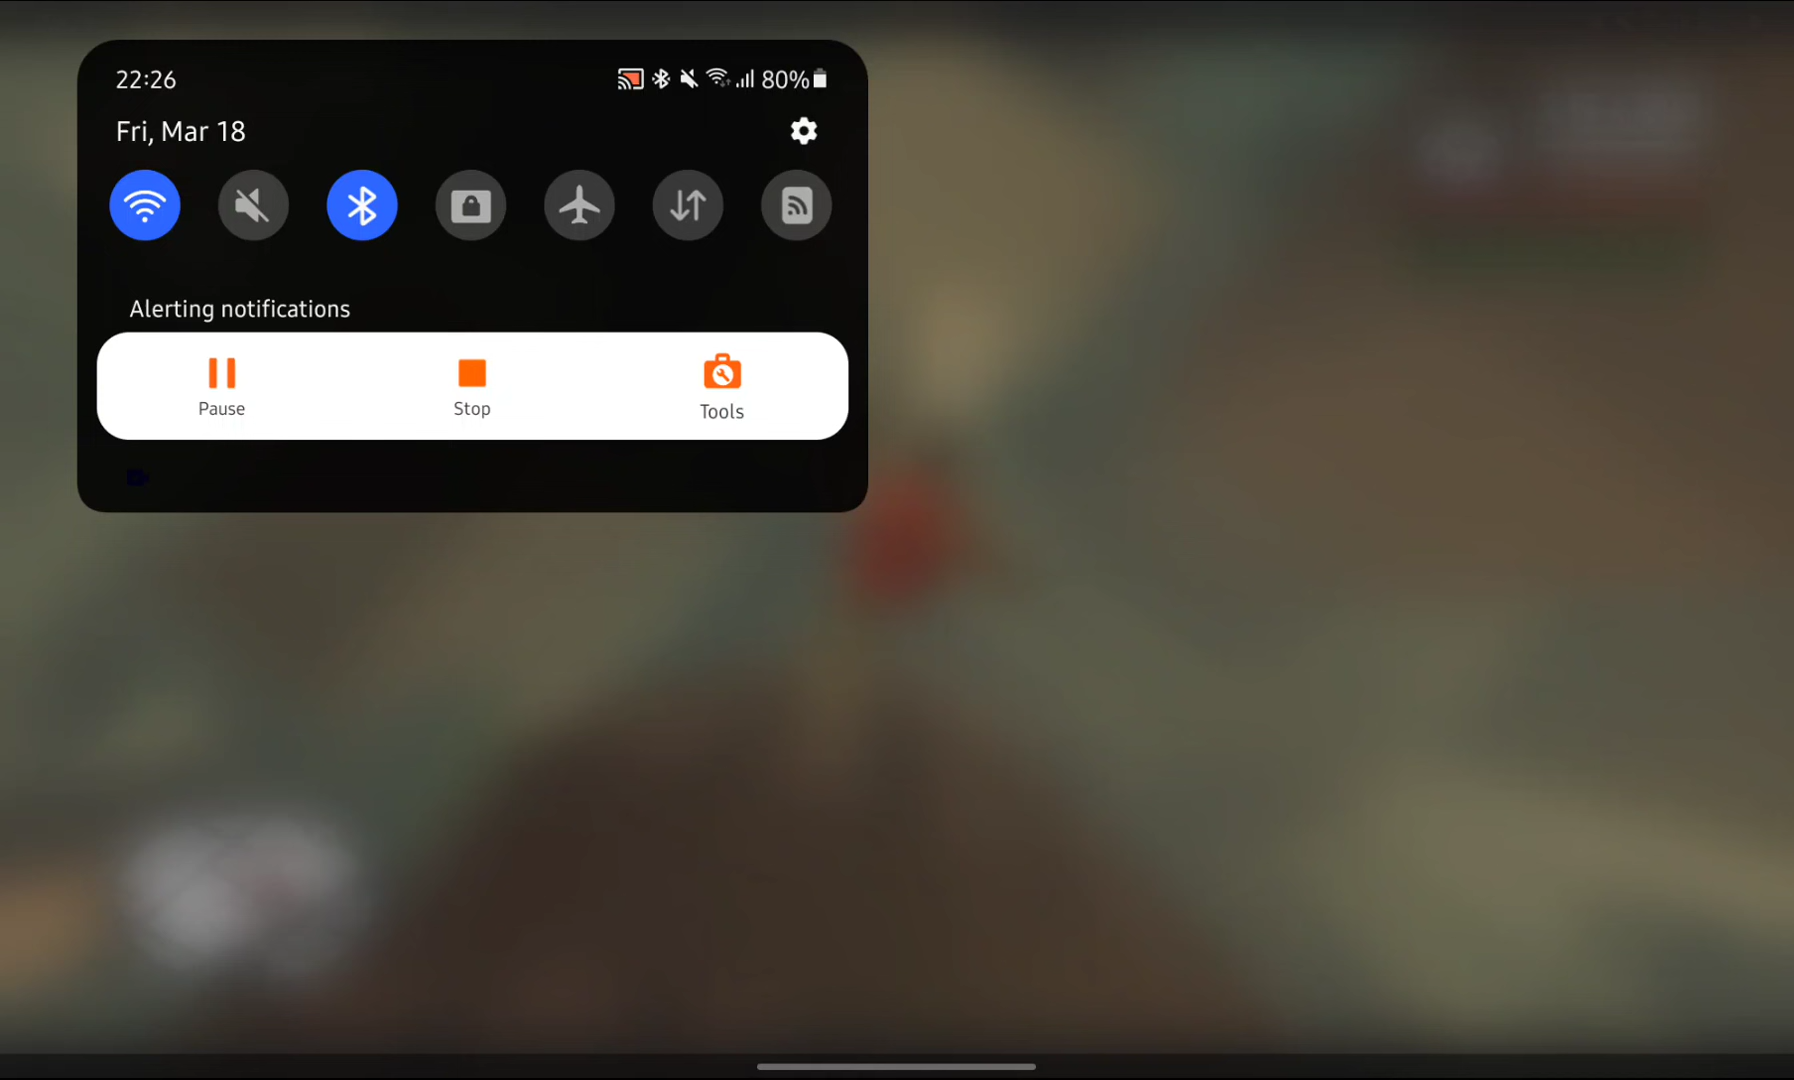 22:26
80%
Fri, Mar 18
Alerting notifications
Pause
Stop
Tools